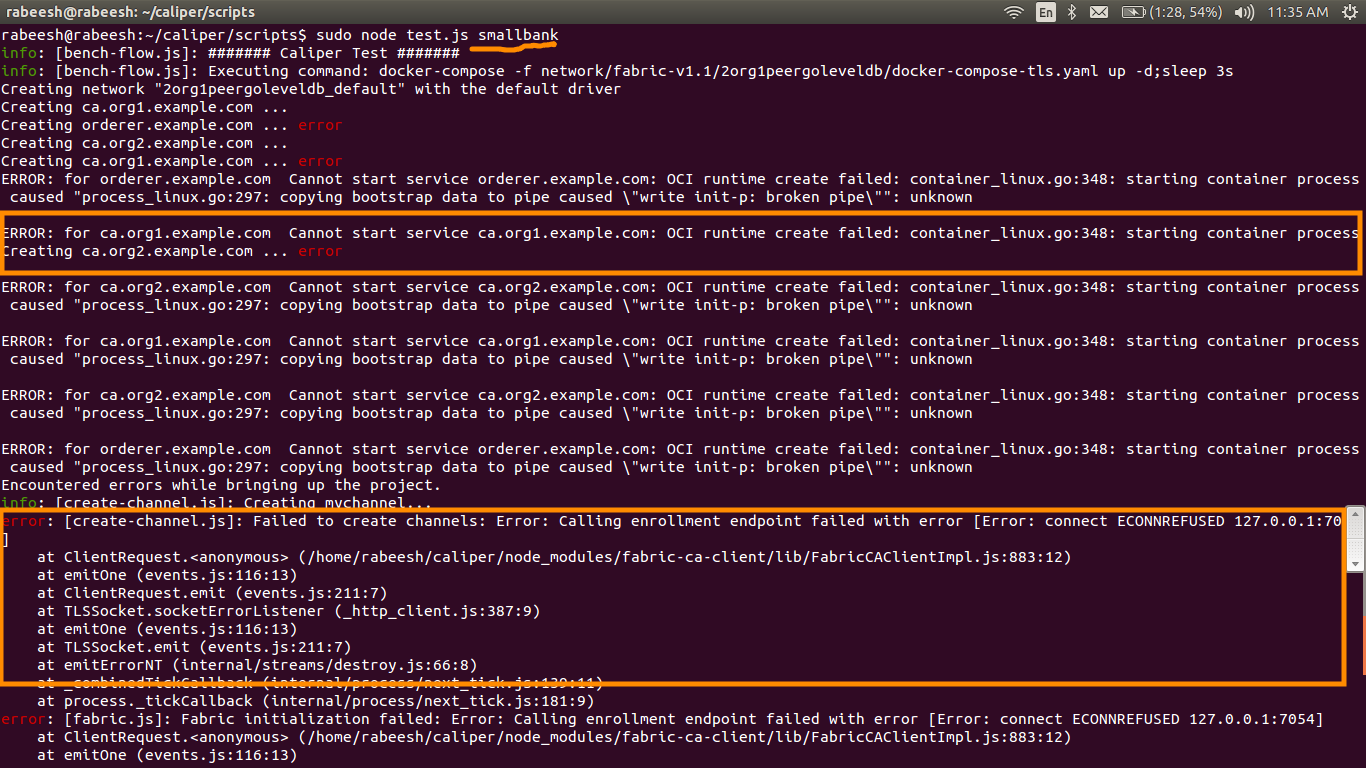 rabeesh@rabeesh: ~/caliper/scripts
En
(1:28, 54%)
11:35 AM
rabeesh@rabeesh:~/caliper/scripts$ sudo node test.js smallbank
info: [bench-flow.js]: ####### Caliper Test #######
info: [bench-flow.js]: Executing command: docker-compose -f network/fabric-v1.1/2org1peergoleveldb/docker-compose-tls.yaml up -d;sleep 3s
Creating network "2org1peergoleveldb_default" with the default driver
Creating ca.org1.example.com ...
Creating orderer.example.com ... error
Creating ca.org2.example.com ...
Creating ca.org1.example.com ... error
ERROR: for orderer.example.com  Cannot start service orderer.example.com: OCI runtime create failed: container_linux.go:348: starting container process
 caused "process_linux.go:297: copying bootstrap data to pipe caused \"write init-p: broken pipe\"": unknown
ERROR: for ca.org1.example.com  Cannot start service ca.org1.example.com: OCI runtime create failed: container_linux.go:348: starting container process
Creating ca.org2.example.com ... error
ERROR: for ca.org2.example.com  Cannot start service ca.org2.example.com: OCI runtime create failed: container_linux.go:348: starting container process
 caused "process_linux.go:297: copying bootstrap data to pipe caused \"write init-p: broken pipe\"": unknown
ERROR: for ca.org1.example.com  Cannot start service ca.org1.example.com: OCI runtime create failed: container_linux.go:348: starting container process
 caused "process_linux.go:297: copying bootstrap data to pipe caused \"write init-p: broken pipe\"": unknown
ERROR: for ca.org2.example.com  Cannot start service ca.org2.example.com: OCI runtime create failed: container_linux.go:348: starting container process
 caused "process_linux.go:297: copying bootstrap data to pipe caused \"write init-p: broken pipe\"": unknown
ERROR: for orderer.example.com  Cannot start service orderer.example.com: OCI runtime create failed: container_linux.go:348: starting container process
 caused "process_linux.go:297: copying bootstrap data to pipe caused \"write init-p: broken pipe\"": unknown
Encountered errors while bringing up the project.
info: [create-channel.js]: Creating mychannel...
error: [create-channel.js]: Failed to create channels: Error: Calling enrollment endpoint failed with error [Error: connect ECONNREFUSED 127.0.0.1:70
]
    at ClientRequest.<anonymous> (/home/rabeesh/caliper/node_modules/fabric-ca-client/lib/FabricCAClientImpl.js:883:12)
    at emitOne (events.js:116:13)
    at ClientRequest.emit (events.js:211:7)
    at TLSSocket.socketErrorListener (_http_client.js:387:9)
    at emitOne (events.js:116:13)
    at TLSSocket.emit (events.js:211:7)
    at emitErrorNT (internal/streams/destroy.js:66:8)
    at _combinedTickCallback (internal/process/next_tick.js:139:11)
    at process._tickCallback (internal/process/next_tick.js:181:9)
error: [fabric.js]: Fabric initialization failed: Error: Calling enrollment endpoint failed with error [Error: connect ECONNREFUSED 127.0.0.1:7054]
    at ClientRequest.<anonymous> (/home/rabeesh/caliper/node_modules/fabric-ca-client/lib/FabricCAClientImpl.js:883:12)
    at emitOne (events.js:116:13)